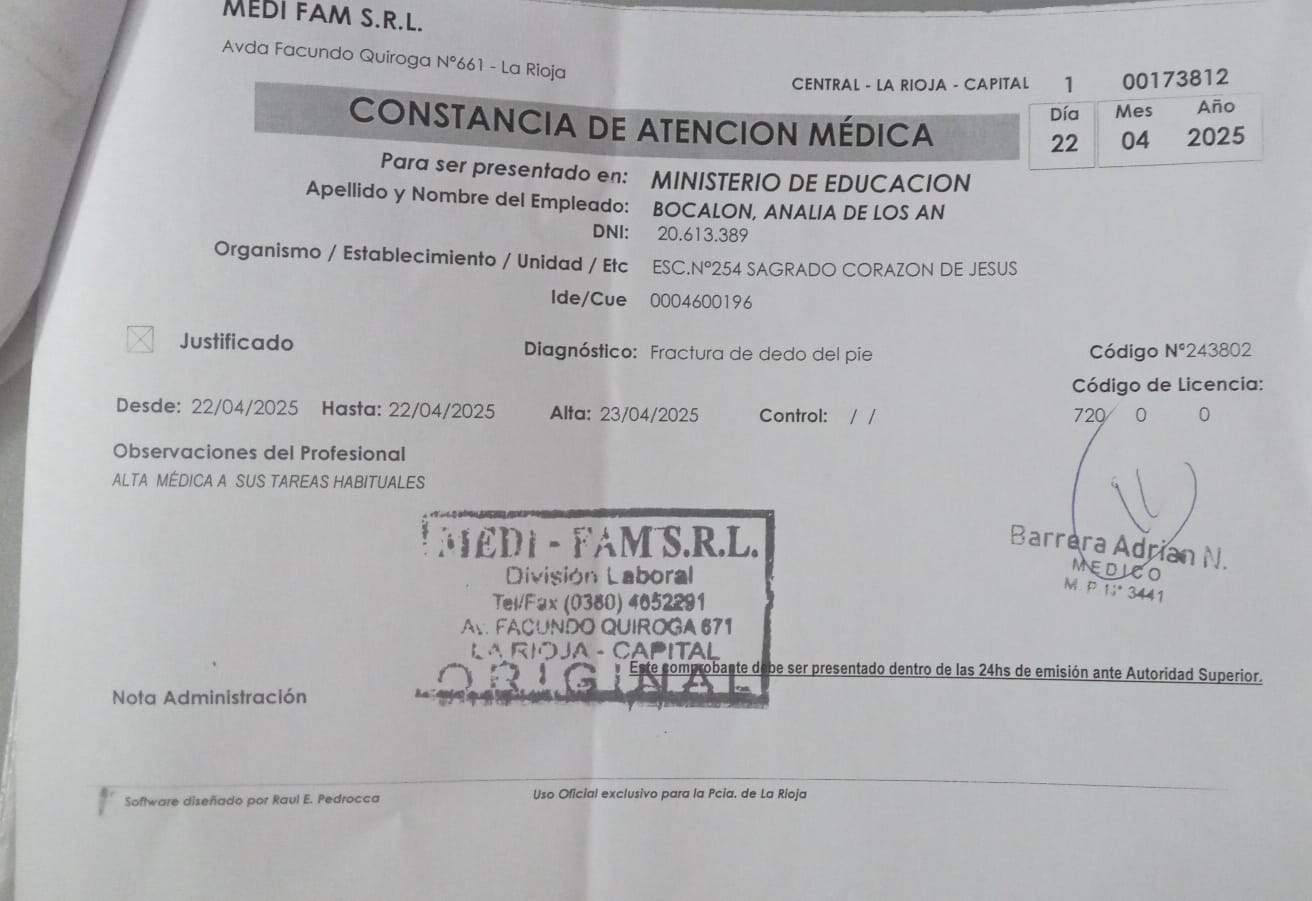 MEDI FAM S.R.L.
Avda Facundo Quiroga Nº661 - La Rioja
CENTRAL - LA RIOJA - CAPITAL 1 00173812
CONSTANCIA DE ATENCION MÉDICA
Día Mes Año
22 04 2025
Para ser presentado en: MINISTERIO DE EDUCACION
Apellido y Nombre del Empleado: BOCALON, ANALIA DE LOS AN
DNI: 20.613.389
Organismo / Establecimiento / Unidad / Etc ESC.Nº254 SAGRADO CORAZON DE JESUS
Ide/Cue 0004600196
Justificado
Diagnóstico: Fractura de dedo del pie
Código Nº243802
Código de Licencia:
720 0 0
Desde: 22/04/2025 Hasta: 22/04/2025 Alta: 23/04/2025 Control: / /
Observaciones del Profesional
ALTA MÉDICA A SUS TAREAS HABITUALES
MEDI - FAM S.R.L.
División Laboral
Tel/Fax (0380) 4652291
Av. FACUNDO QUIROGA 671
LA RIOJA - CAPITAL
ORIGINAL
Barrera Adrian N.
MEDICO
M.P. Nº 3441
Este comprobante debe ser presentado dentro de las 24hs de emisión ante Autoridad Superior.
Nota Administración
Software diseñado por Raul E. Pedrocca
Uso Oficial exclusivo para la Pcia. de La Rioja